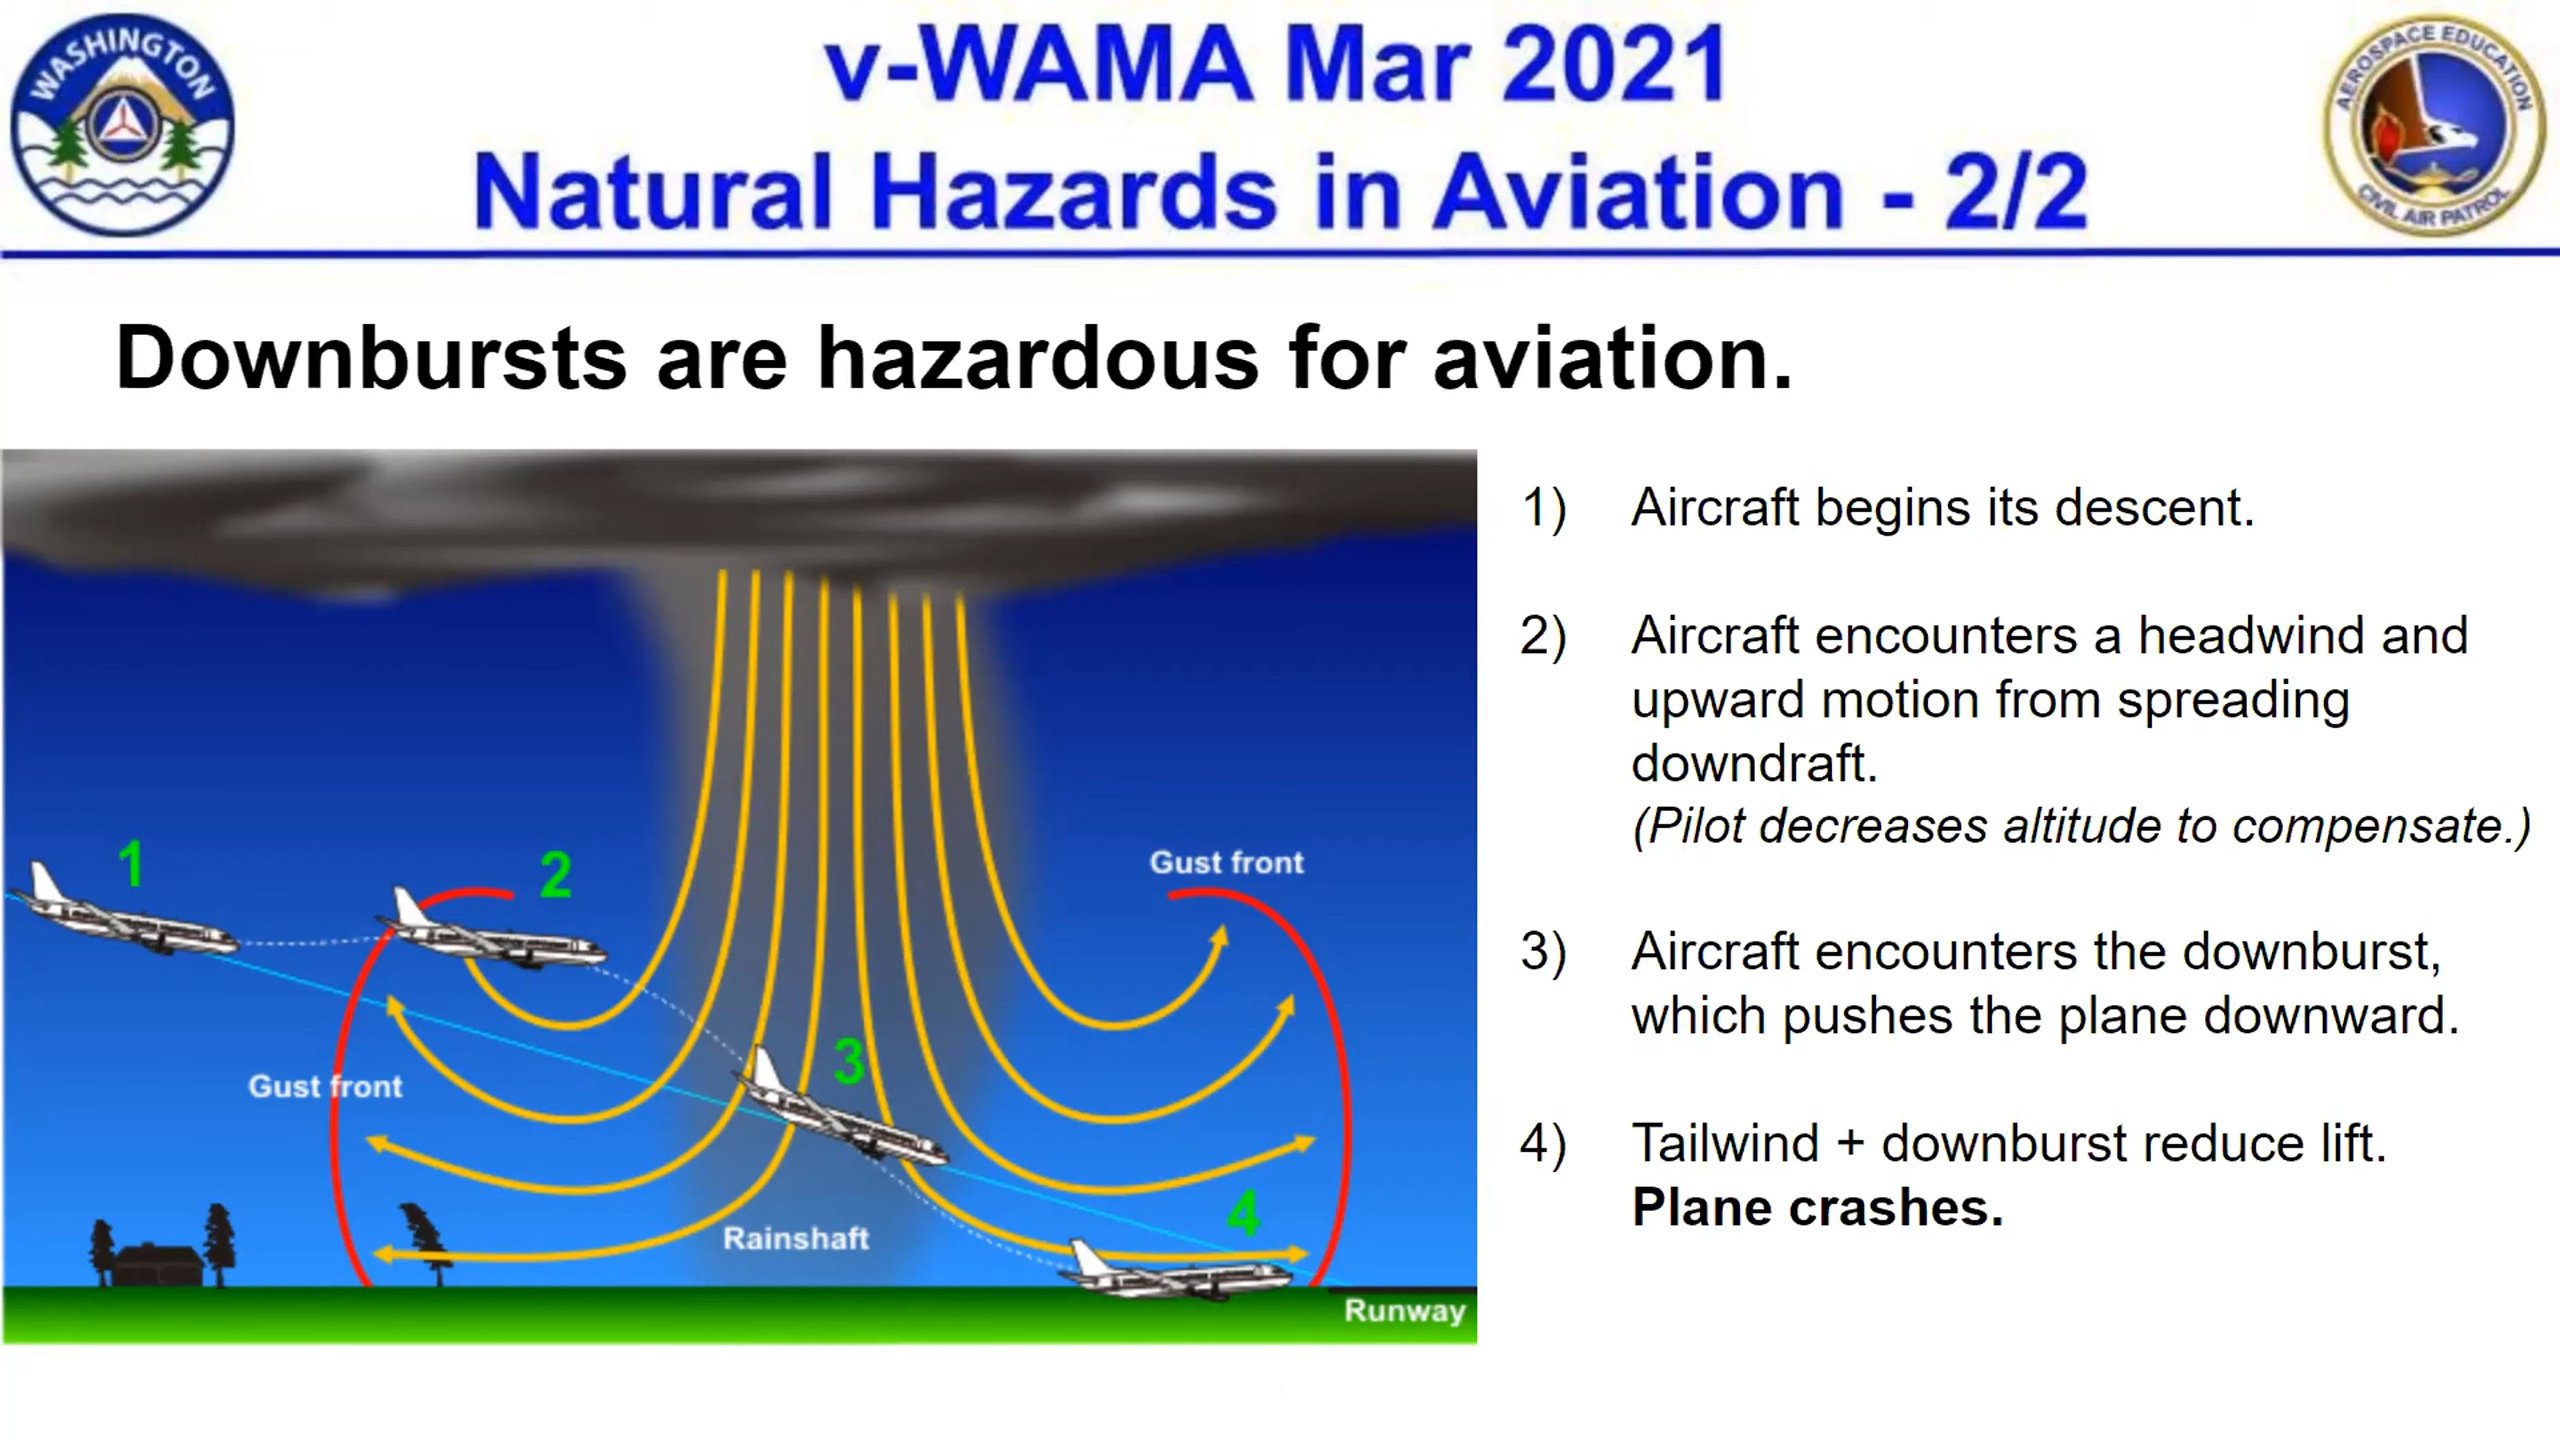 WASHINGTON
v-WAMA Mar 2021
Natural Hazards in Aviation - 2/2
AEROSPACE EDUCATION
CIVIL AIR PATROL
Downbursts are hazardous for aviation.
1) Aircraft begins its descent.
2) Aircraft encounters a headwind and
upward motion from spreading
downdraft.
(Pilot decreases altitude to compensate.)
3) Aircraft encounters the downburst,
which pushes the plane downward.
4) Tailwind + downburst reduce lift.
Plane crashes.
1
2
Gust front
3
Gust front
4
Rainshaft
Runway